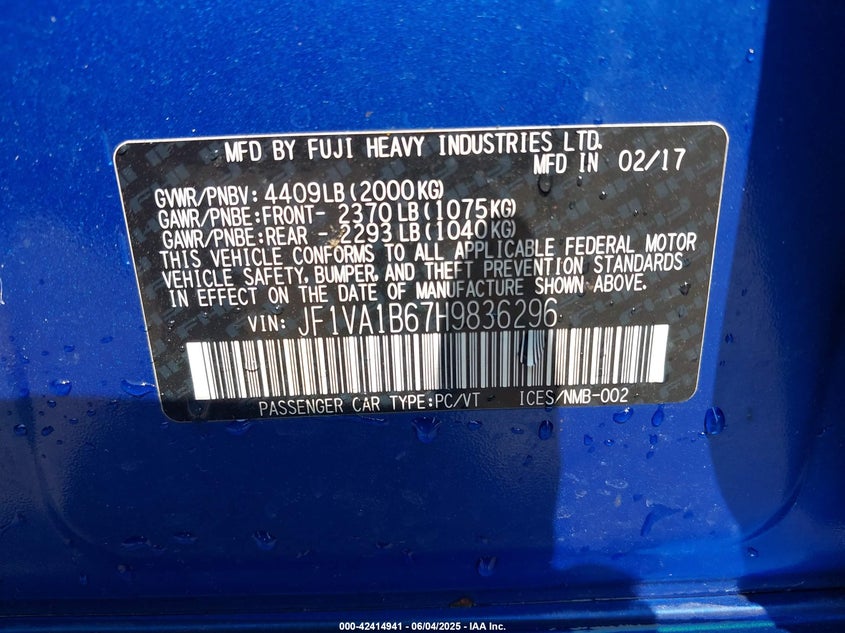 MFD BY FUJI HEAVY INDUSTRIES LTD.
MFD IN 02/17
GVWR/PNBV: 4409LB(2000KG)
GAWR/PNBE:FRONT- 2370LB(1075KG)
GAWR/PNBE:REAR - 2293LB(1040KG)
THIS VEHICLE CONFORMS TO ALL APPLICABLE FEDERAL MOTOR
VEHICLE SAFETY, BUMPER, AND THEFT PREVENTION STANDARDS
IN EFFECT ON THE DATE OF MANUFACTURE SHOWN ABOVE.
VIN: JF1VA1B67H9836296
PASSENGER CAR TYPE:PC/VT ICES/NMB-002
000-42414941 - 06/04/2025 - IAA Inc.